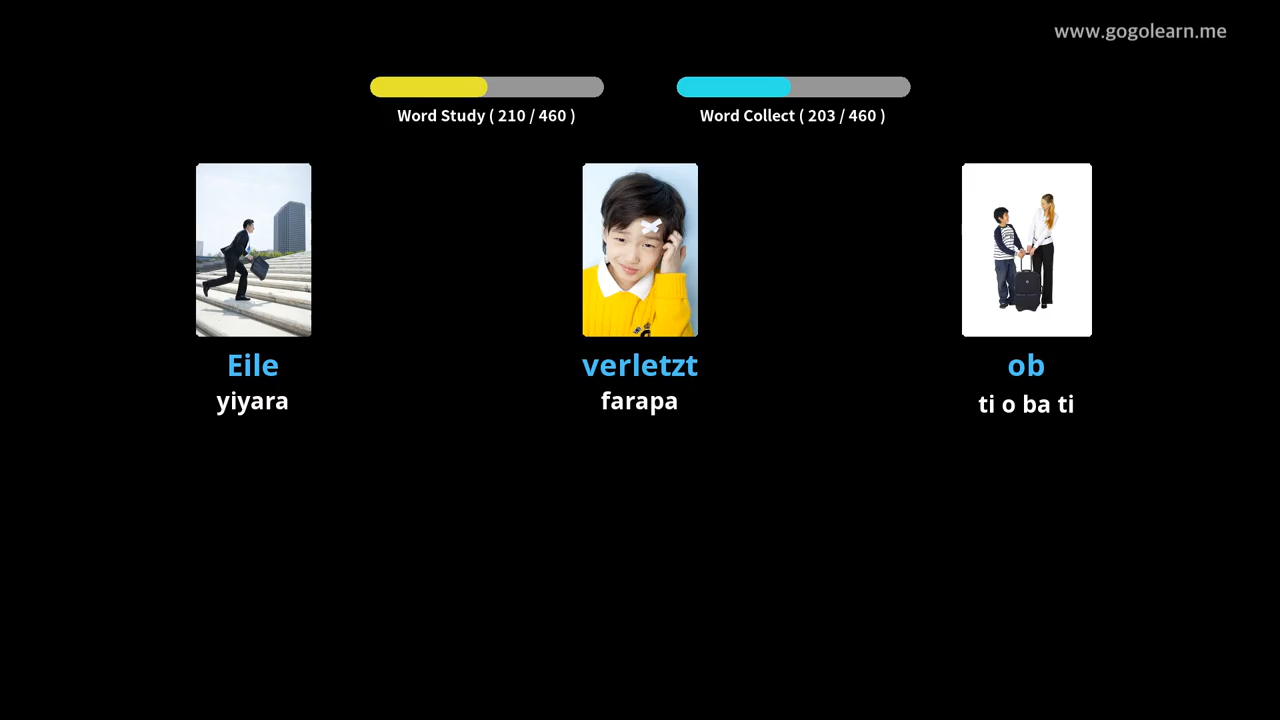 www.gogolearn.me
Word Study ( 210 / 460 )
Word Collect ( 203 / 460 )
Eile
yiyara
verletzt
farapa
ob
ti o ba ti